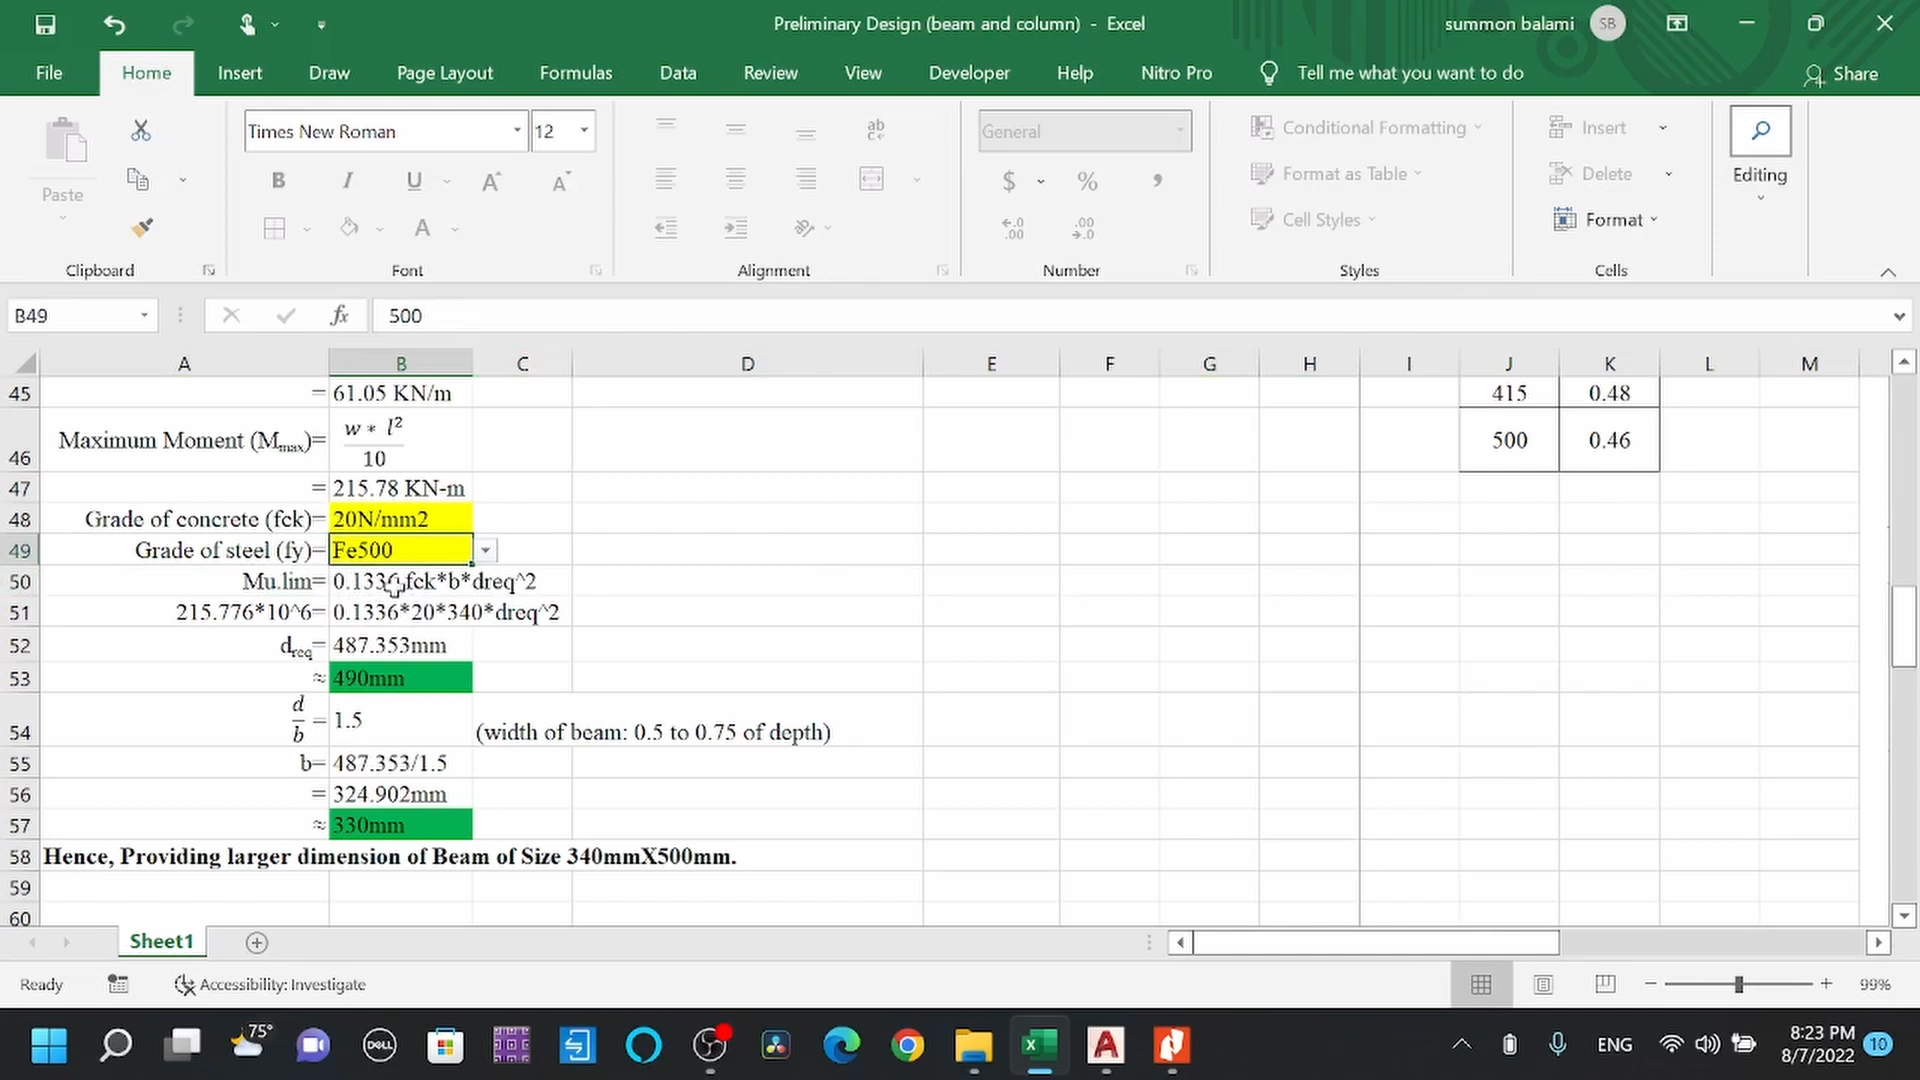 Preliminary Design (beam and column) - Excel
summon balami
SB
File Home Insert Draw Page Layout Formulas Data Review View Developer Help Nitro Pro Tell me what you want to do Share
Paste
Clipboard
Times New Roman 12
B I U A A
A
Font
ab
Alignment
General
$ % ,
Number
Conditional Formatting
Format as Table
Cell Styles
Styles
Insert
Delete
Format
Cells
Editing
B49 fx 500
A B C D E F G H I J K L M
45 = 61.05 KN/m 415 0.48
46 Maximum Moment (Mmax)= w * l² / 10 500 0.46
47 = 215.78 KN-m
48 Grade of concrete (fck)= 20N/mm2
49 Grade of steel (fy)= Fe500
50 Mu.lim= 0.1336 fck*b*dreq^2
51 215.776*10^6= 0.1336*20*340*dreq^2
52 dreq= 487.353mm
53 ≈ 490mm
54 d/b = 1.5 (width of beam: 0.5 to 0.75 of depth)
55 b= 487.353/1.5
56 = 324.902mm
57 ≈ 330mm
58 Hence, Providing larger dimension of Beam of Size 340mmX500mm.
59
60
Sheet1
Ready Accessibility: Investigate 99%
75°
DELL
ENG
8:23 PM
8/7/2022
10